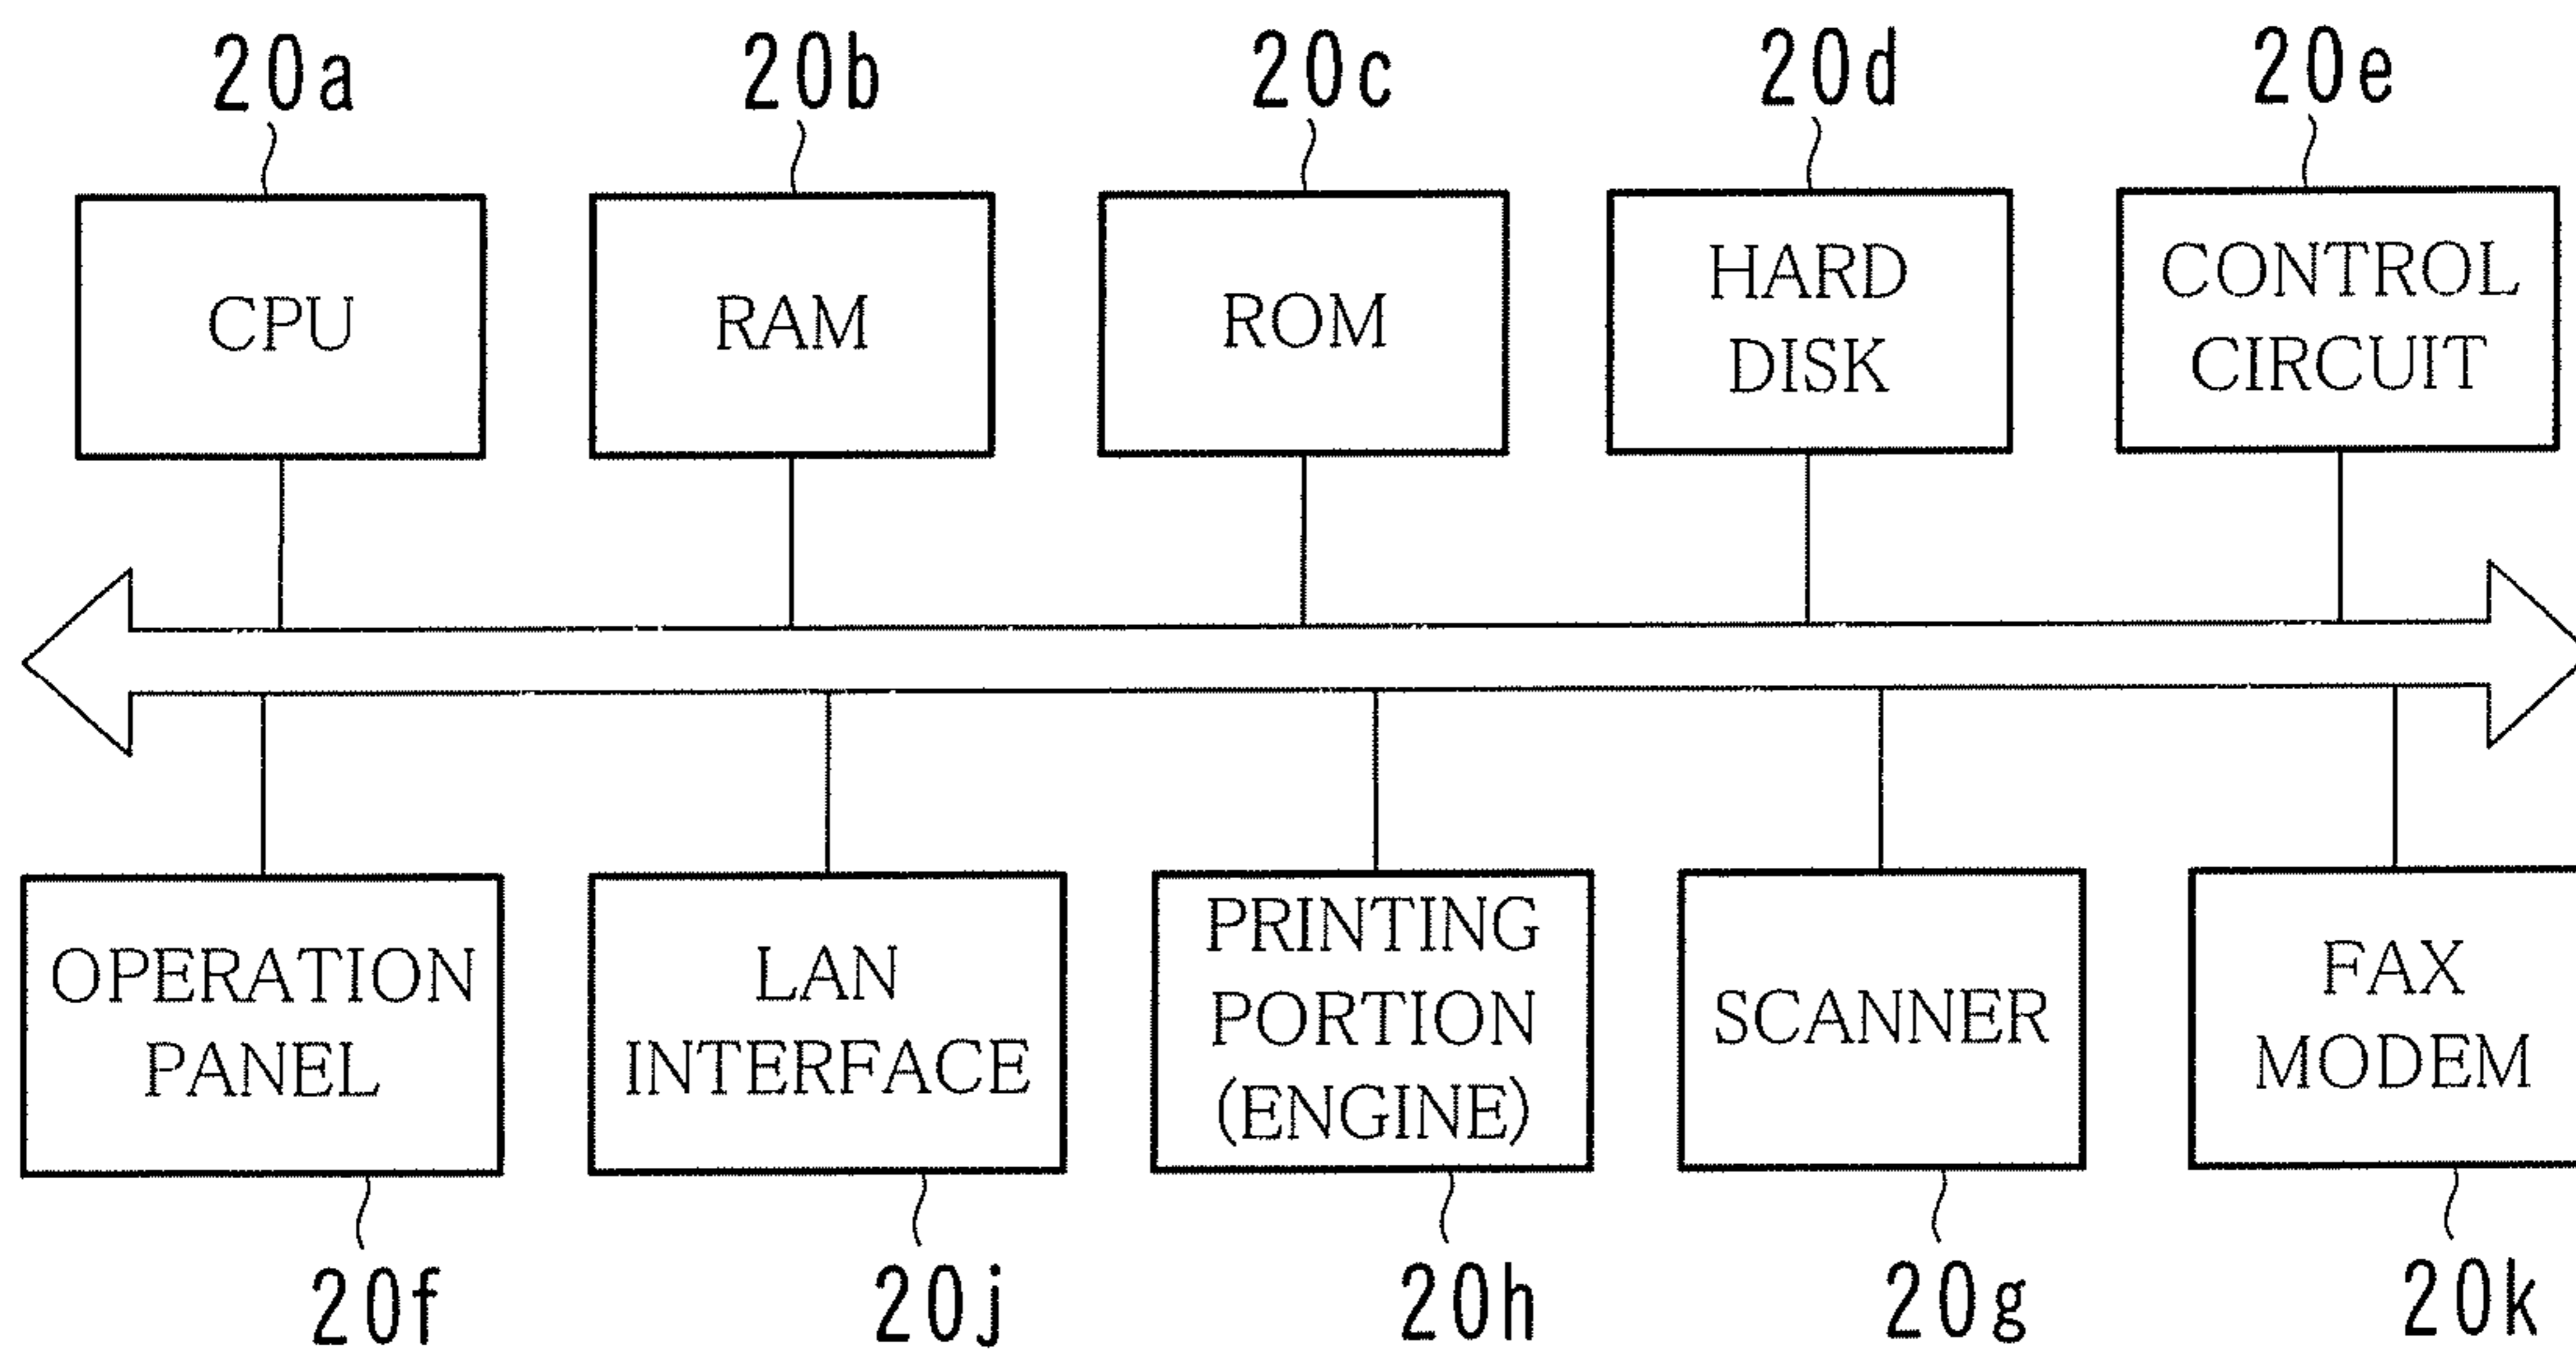 20a
20b
20c
20d
20e
CPU
RAM
ROM
HARD
DISK
CONTROL
CIRCUIT
OPERATION
PANEL
LAN
INTERFACE
PRINTING
PORTION
(ENGINE)
SCANNER
FAX
MODEM
20f
20j
20h
20g
20k